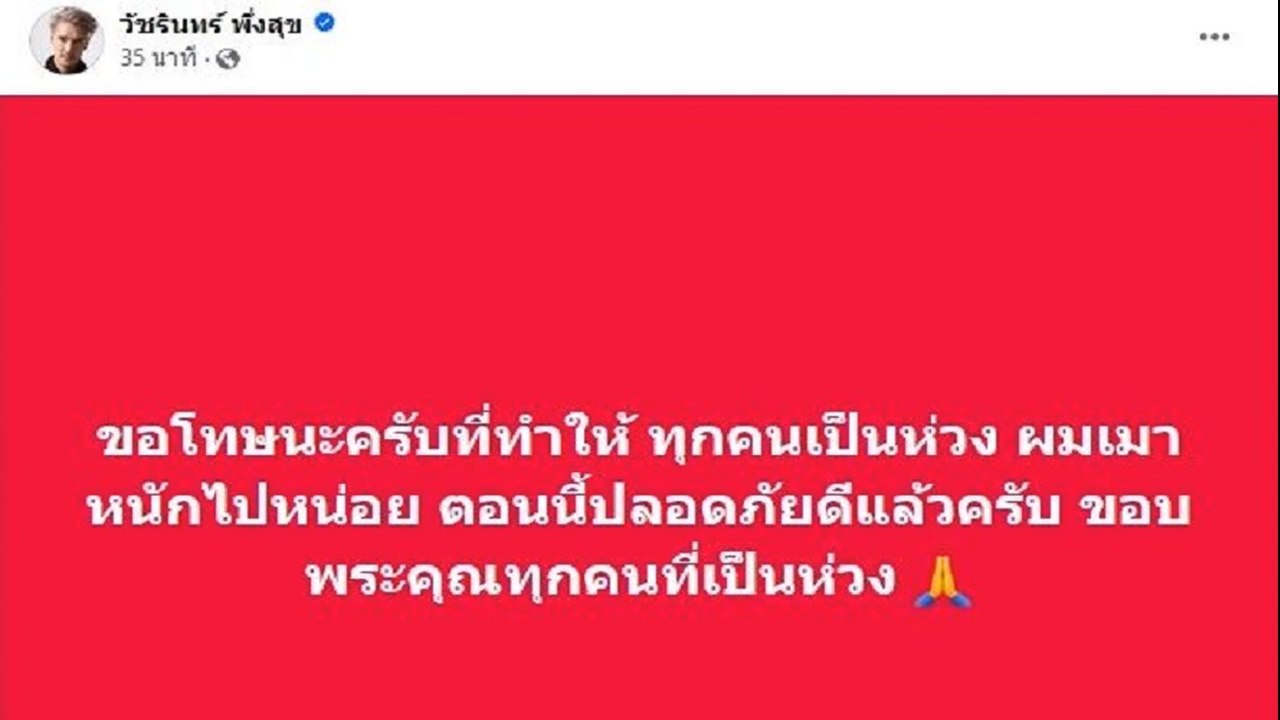 วัชรินทร์ พึ่งสุข
35 นาที ·
ขอโทษนะครับที่ทำให้ ทุกคนเป็นห่วง ผมเมา
หนักไปหน่อย ตอนนี้ปลอดภัยดีแล้วครับ ขอบ
พระคุณทุกคนที่เป็นห่วง 🙏